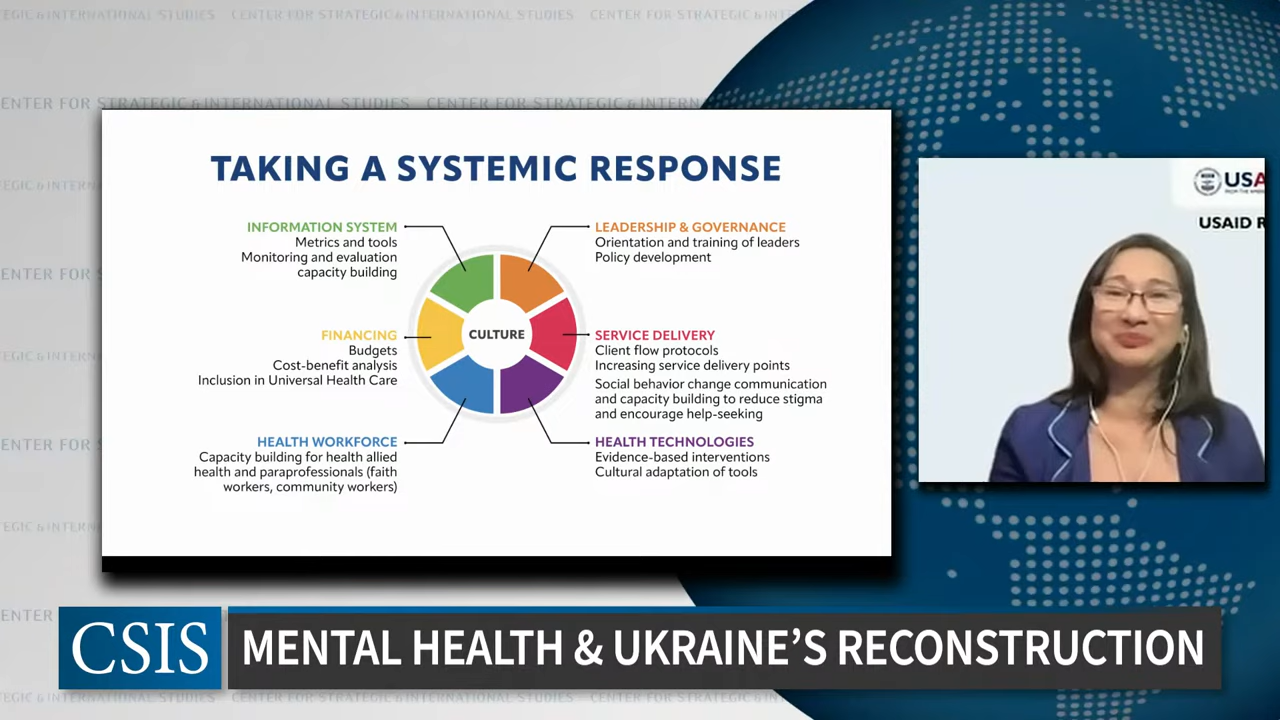 CENTER FOR STRATEGIC & INTERNATIONAL STUDIES
TAKING A SYSTEMIC RESPONSE
INFORMATION SYSTEM
Metrics and tools
Monitoring and evaluation
capacity building
LEADERSHIP & GOVERNANCE
Orientation and training of leaders
Policy development
FINANCING
Budgets
Cost-benefit analysis
Inclusion in Universal Health Care
CULTURE
SERVICE DELIVERY
Client flow protocols
Increasing service delivery points
Social behavior change communication
and capacity building to reduce stigma
and encourage help-seeking
HEALTH WORKFORCE
Capacity building for health allied
health and paraprofessionals (faith
workers, community workers)
HEALTH TECHNOLOGIES
Evidence-based interventions
Cultural adaptation of tools
USA
USAID R
CSIS
MENTAL HEALTH & UKRAINE’S RECONSTRUCTION